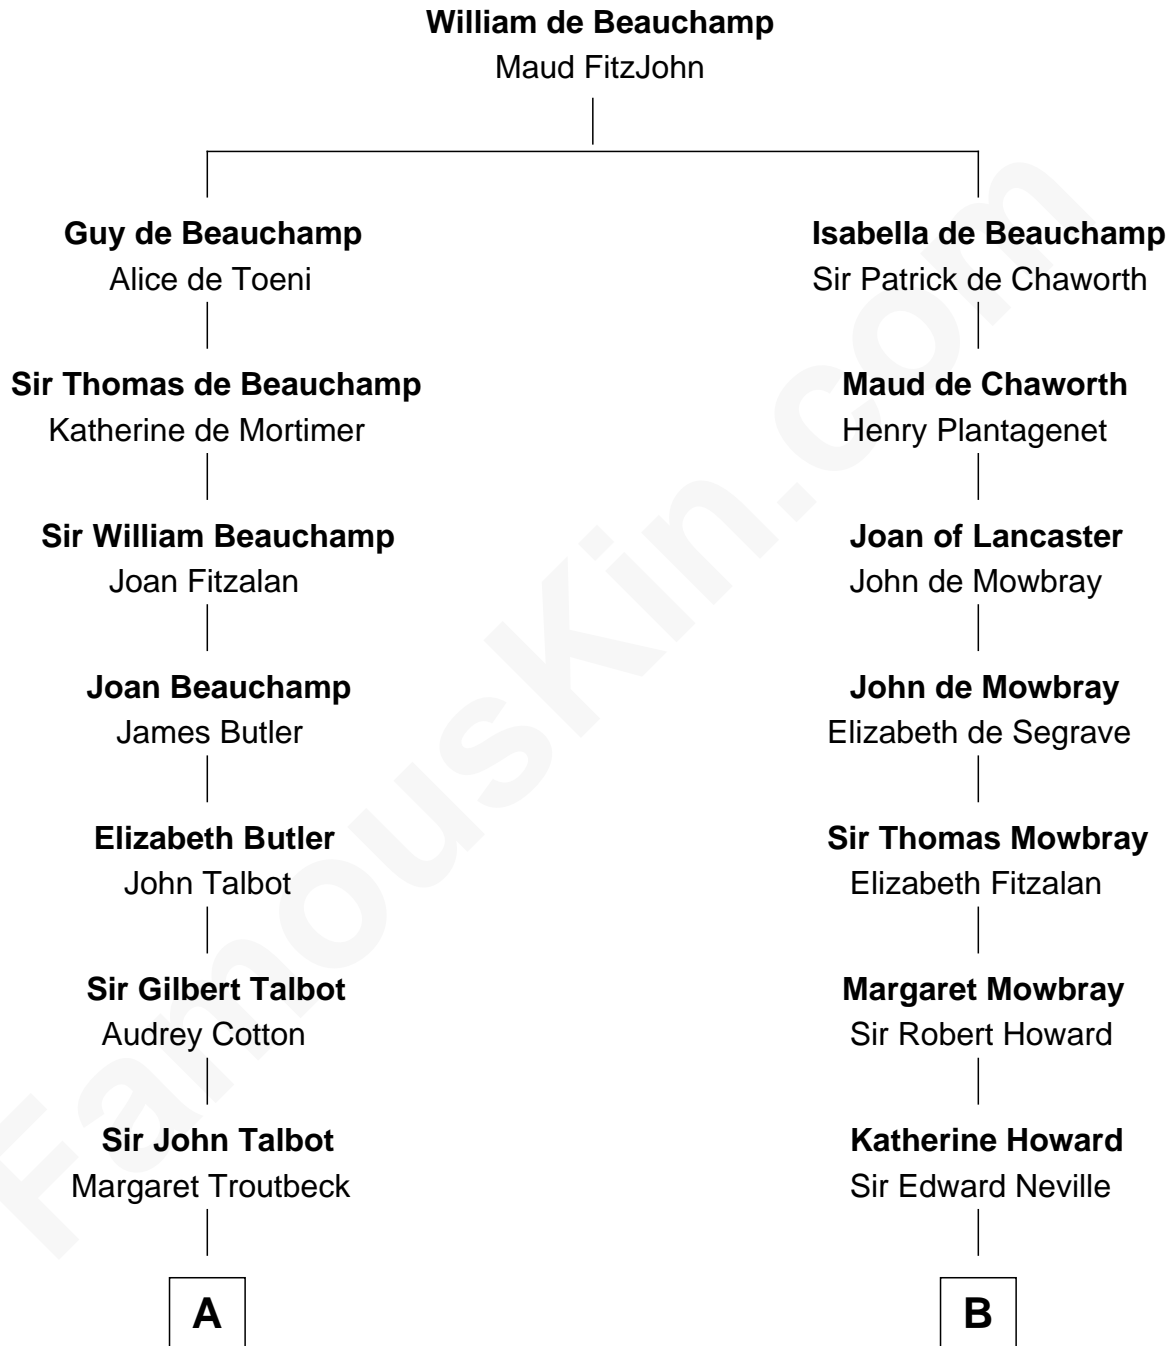 William de Beauchamp
Maud FitzJohn
Guy de Beauchamp
Alice de Toeni
Isabella de Beauchamp
Sir Patrick de Chaworth
Sir Thomas de Beauchamp
Katherine de Mortimer
Maud de Chaworth
Henry Plantagenet
Sir William Beauchamp
Joan Fitzalan
Joan of Lancaster
John de Mowbray
Joan Beauchamp
James Butler
John de Mowbray
Elizabeth de Segrave
Elizabeth Butler
John Talbot
Sir Thomas Mowbray
Elizabeth Fitzalan
Sir Gilbert Talbot
Audrey Cotton
Margaret Mowbray
Sir Robert Howard
Sir John Talbot
Margaret Troutbeck
Katherine Howard
Sir Edward Neville
A
B
FamousKin.com